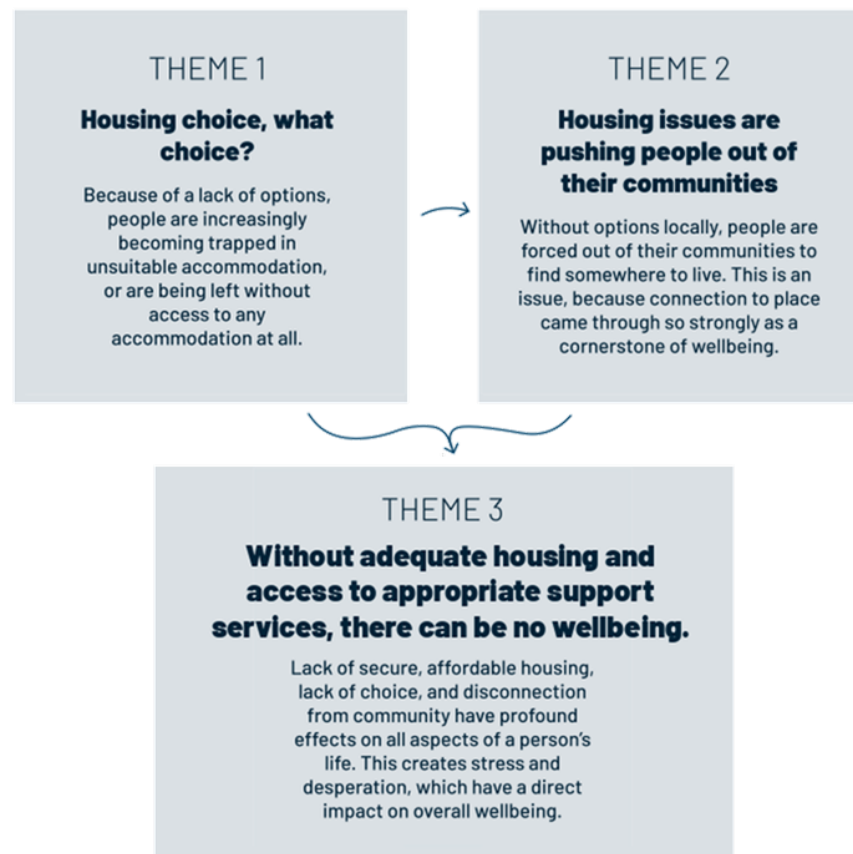 THEME 1
Housing choice, what
choice?
Because of a lack of options,
people are increasingly
becoming trapped in
unsuitable accommodation,
or are being left without
access to any
accommodation at all.
THEME 2
Housing issues are
pushing people out of
their communities
Without options locally, people are
forced out of their communities to
find somewhere to live. This is an
issue, because connection to place
came through so strongly as a
cornerstone of wellbeing.
THEME 3
Without adequate housing and
access to appropriate support
services, there can be no wellbeing.
Lack of secure, affordable housing,
lack of choice, and disconnection
from community have profound
effects on all aspects of a person’s
life. This creates stress and
desperation, which have a direct
impact on overall wellbeing.